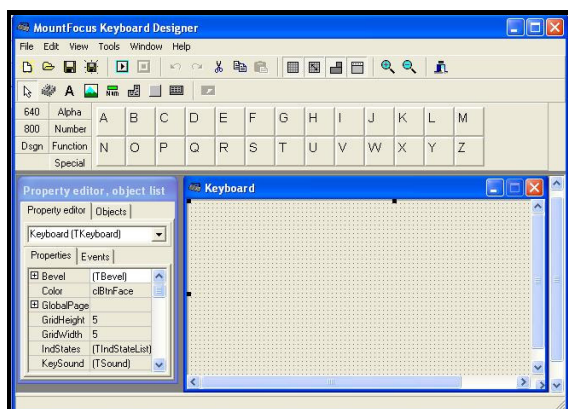 MountFocus Keyboard Designer
File Edit View Tools Window Help
A Num
640 Alpha A B C D E F G H I J K L M
800 Number
Dsgn Function N O P Q R S T U V W X Y Z
Special
Property editor, object list
Property editor Objects
Keyboard (TKeyboard)
Properties Events
Bevel (TBevel)
Color clBtnFace
GlobalPage
GridHeight 5
GridWidth 5
IndStates (TIndStateList)
KeySound (TSound)
Keyboard